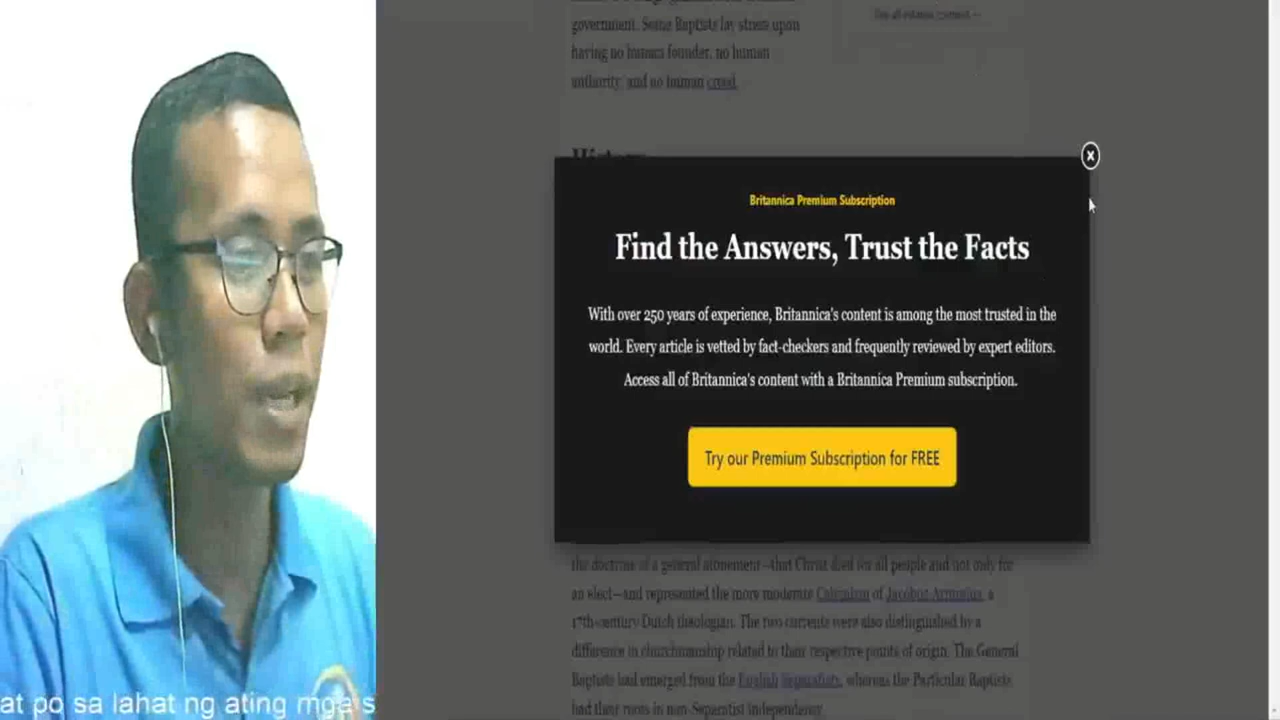 government. Some Baptists lay stress upon
having no human founder, no human
authority, and no human creed.
History
Britannica Premium Subscription
Find the Answers, Trust the Facts
With over 250 years of experience, Britannica's content is among the most trusted in the
world. Every article is vetted by fact-checkers and frequently reviewed by expert editors.
Access all of Britannica's content with a Britannica Premium subscription.
Try our Premium Subscription for FREE
the doctrine of a general atonement—that Christ died for all people and not only for
an elect—and represented the more moderate Calvinism of Jacobus Arminius, a
17th-century Dutch theologian. The two currents were also distinguished by a
difference in churchmanship related to their respective points of origin. The General
Baptists had emerged from the English Separatists, whereas the Particular Baptists
had their roots in non-Separatist independency.
at po sa lahat ng ating mga s